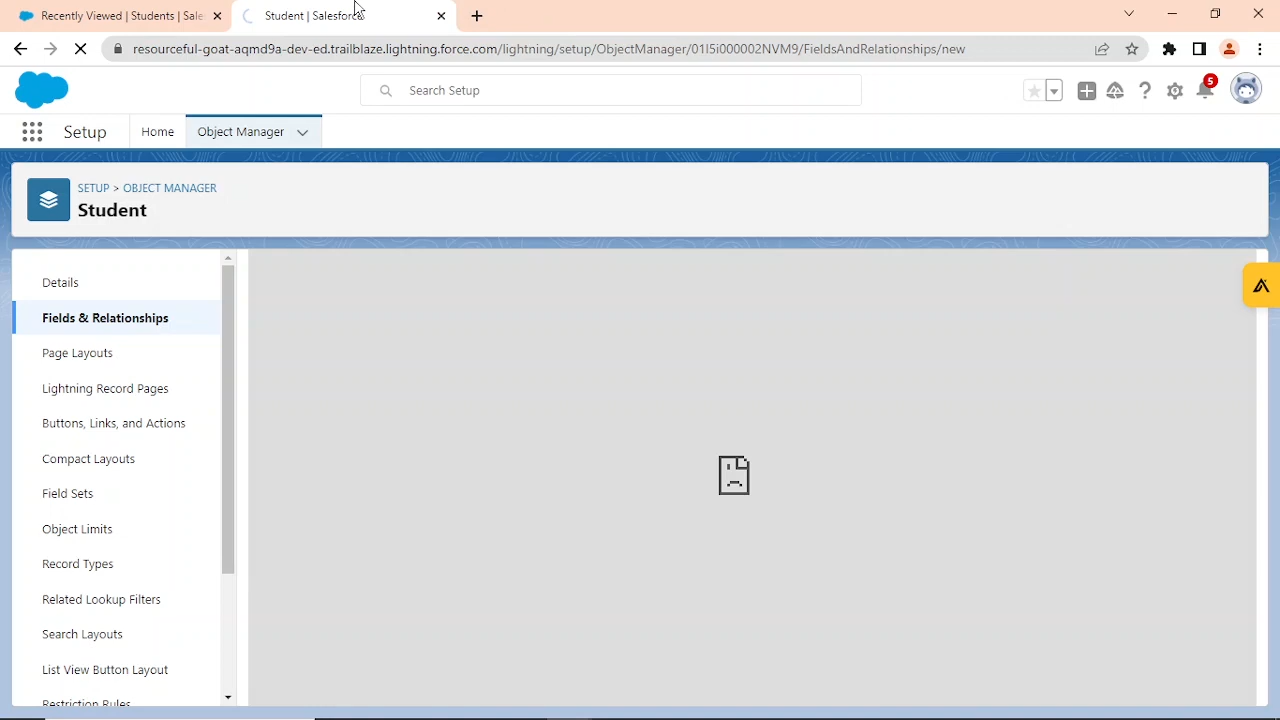 Recently Viewed | Students | Sale
Student | Salesforce
resourceful-goat-aqmd9a-dev-ed.trailblaze.lightning.force.com/lightning/setup/ObjectManager/01I5i000002NVM9/FieldsAndRelationships/new
Search Setup
5
Setup
Home
Object Manager
SETUP > OBJECT MANAGER
Student
Details
Fields & Relationships
Page Layouts
Lightning Record Pages
Buttons, Links, and Actions
Compact Layouts
Field Sets
Object Limits
Record Types
Related Lookup Filters
Search Layouts
List View Button Layout
Restriction Rules